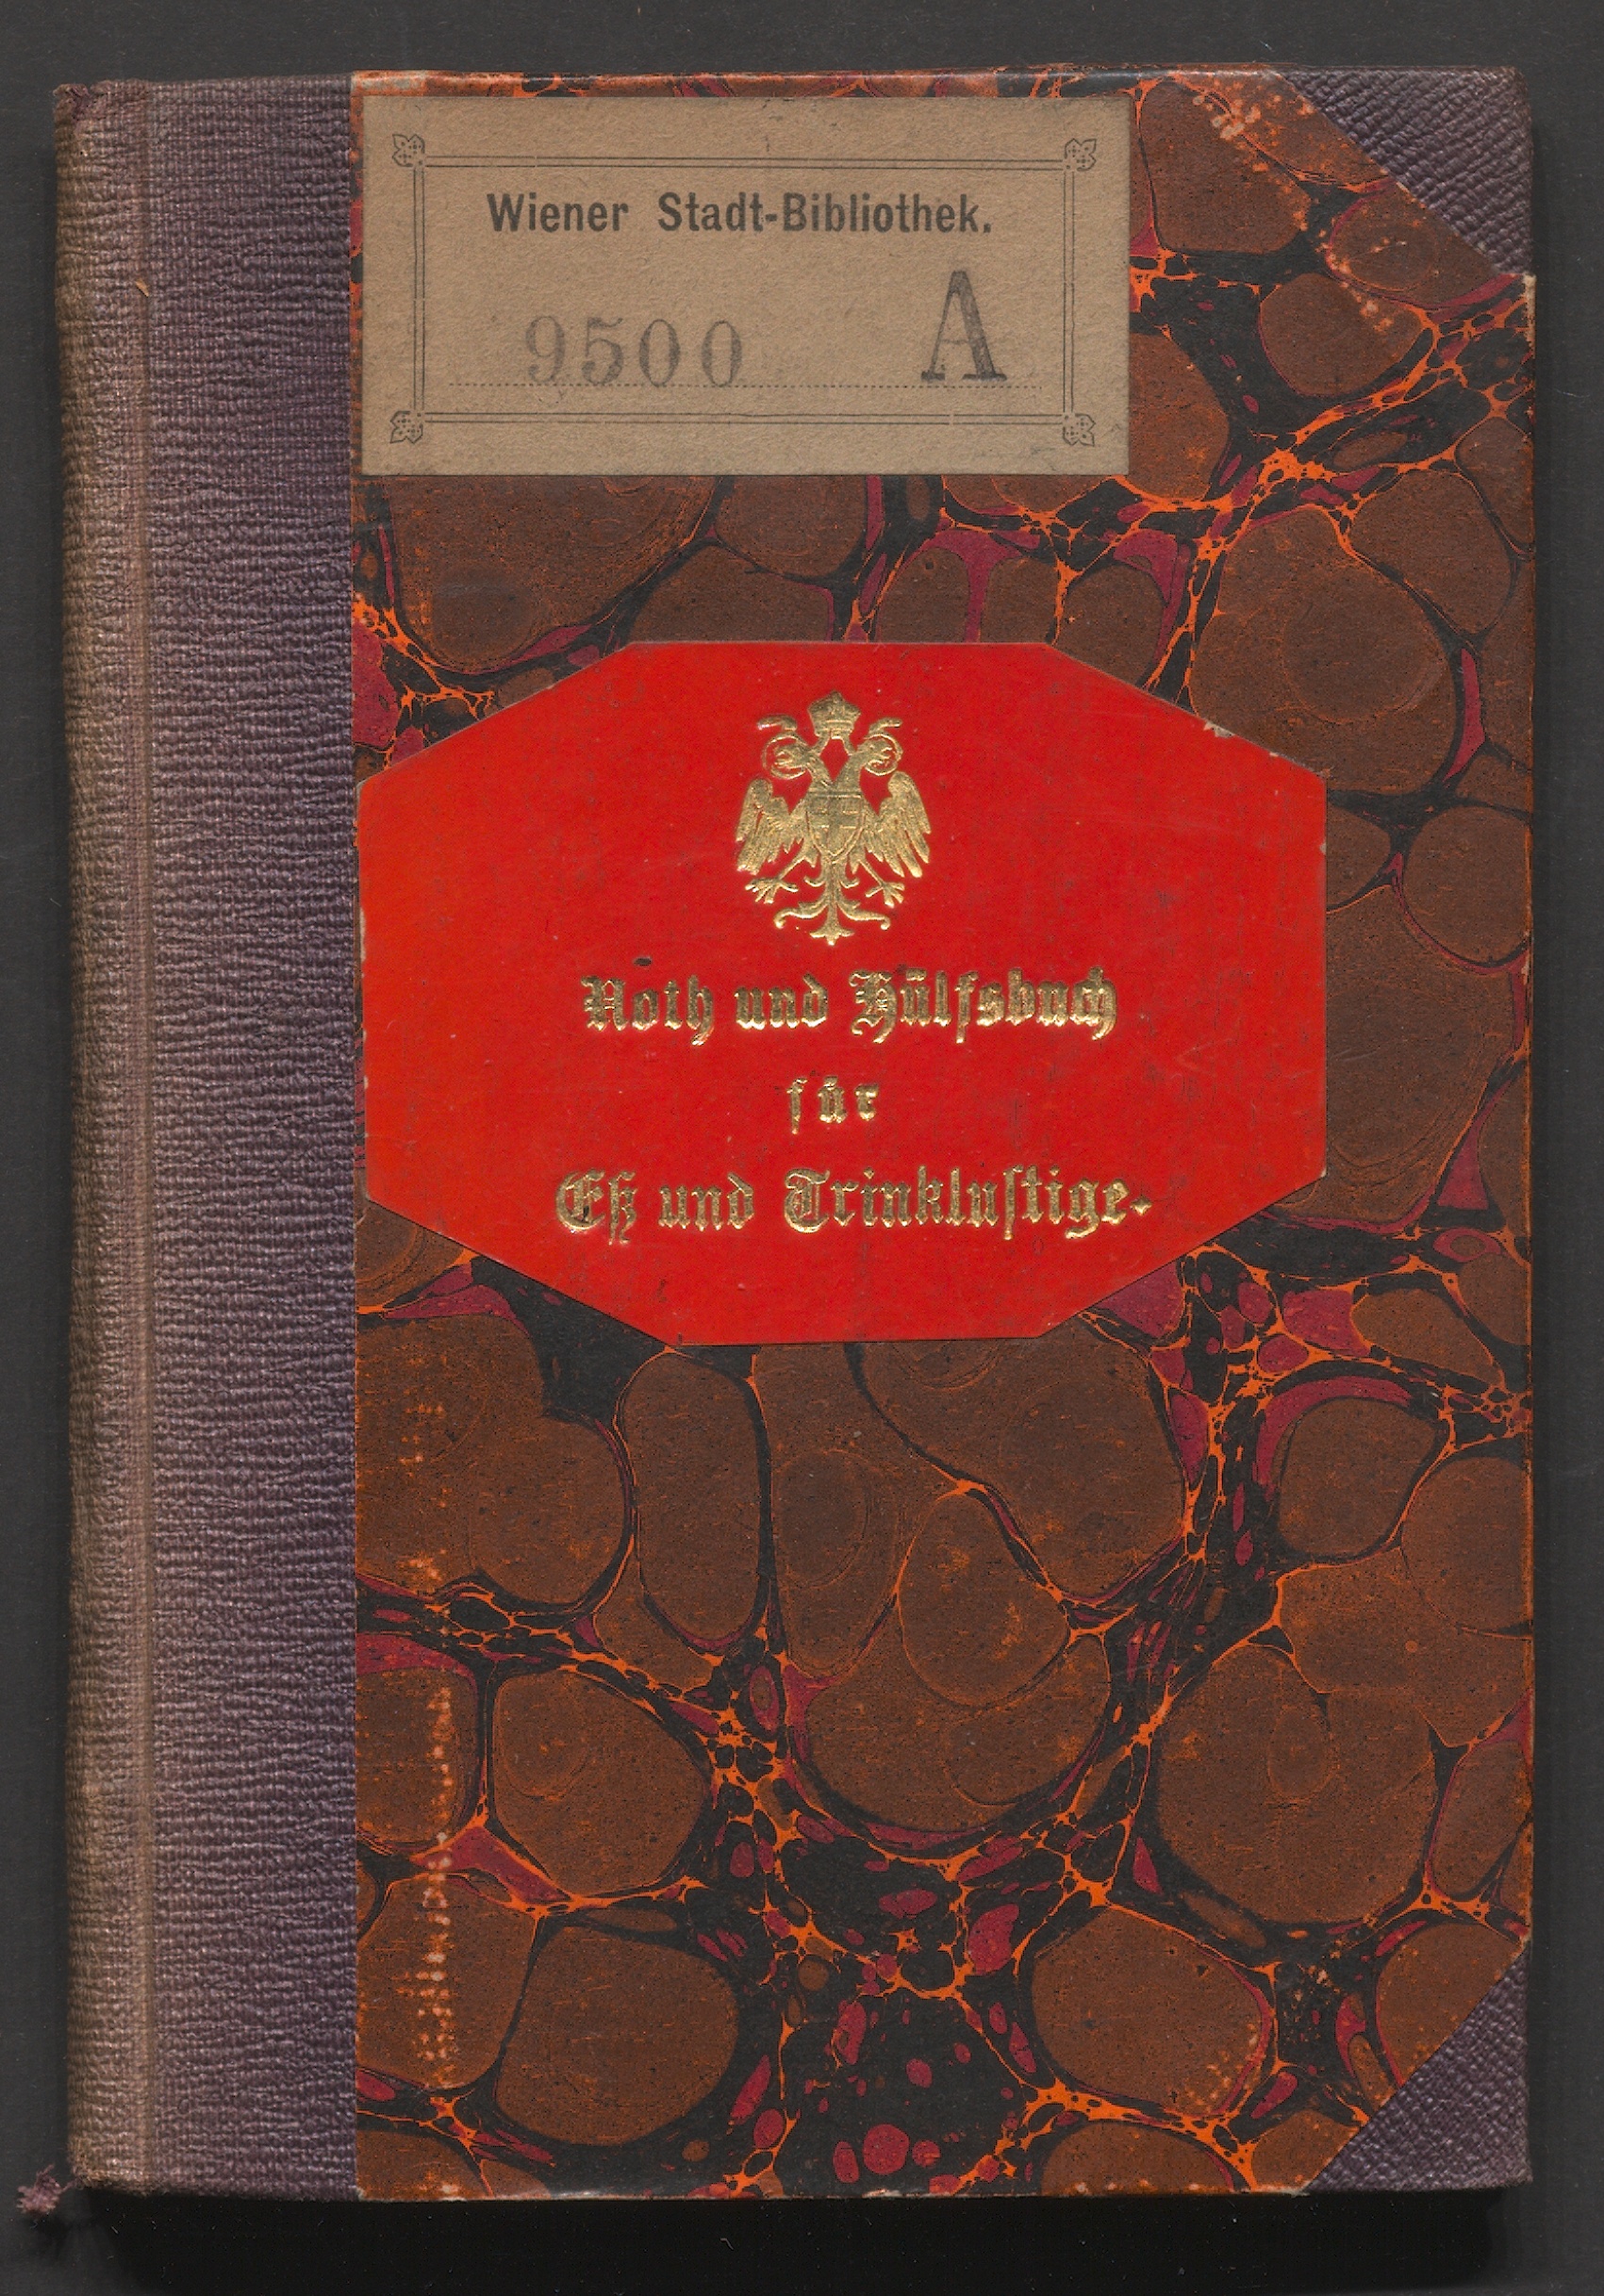 Wiener Stadt-Bibliothek.
9500 A
Noth und Hülfsbuch
für
Eß und Trinkluſtige.